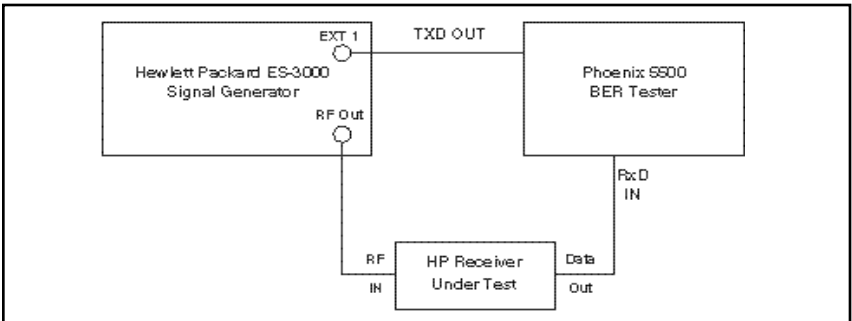 EXT 1
TXD OUT
Hewlett Packard ES-3000
Signal Generator
Phoenix 5500
BER Tester
RF Out
RxD
IN
RF
IN
HP Receiver
Under Test
Data
Out